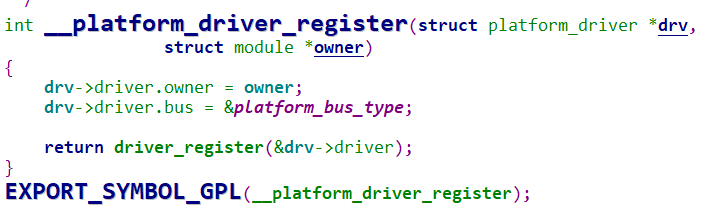 */
int __platform_driver_register(struct platform_driver *drv,
struct module *owner)
{
drv->driver.owner = owner;
drv->driver.bus = &platform_bus_type;
return driver_register(&drv->driver);
}
EXPORT_SYMBOL_GPL(__platform_driver_register);